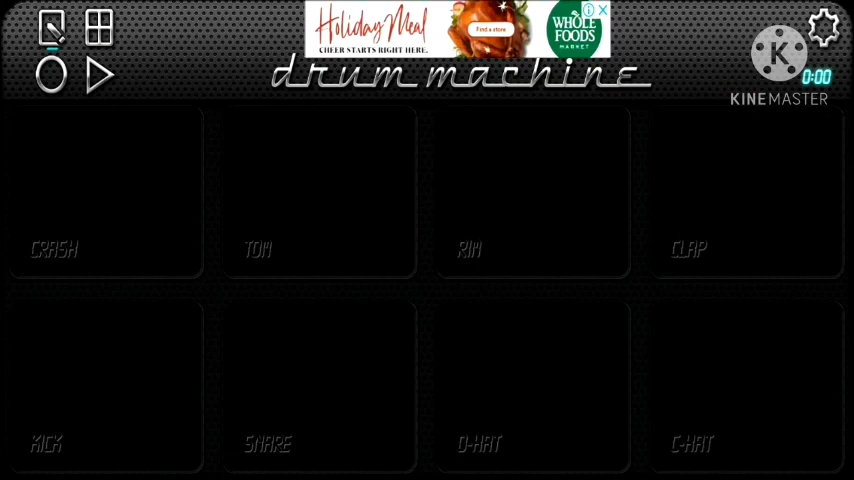 Holiday Meal
CHEER STARTS RIGHT HERE.
Find a store
WHOLE
FOODS
MARKET
X
drum machine
K
0:00
KINEMASTER
CRASH
TOM
RIM
CLAP
KICK
SNARE
O-HAT
C-HAT